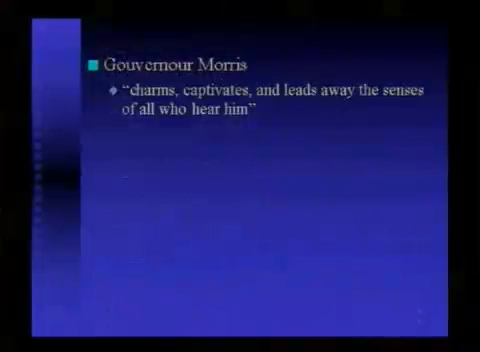 Gouvernour Morris
"charms, captivates, and leads away the senses
of all who hear him"